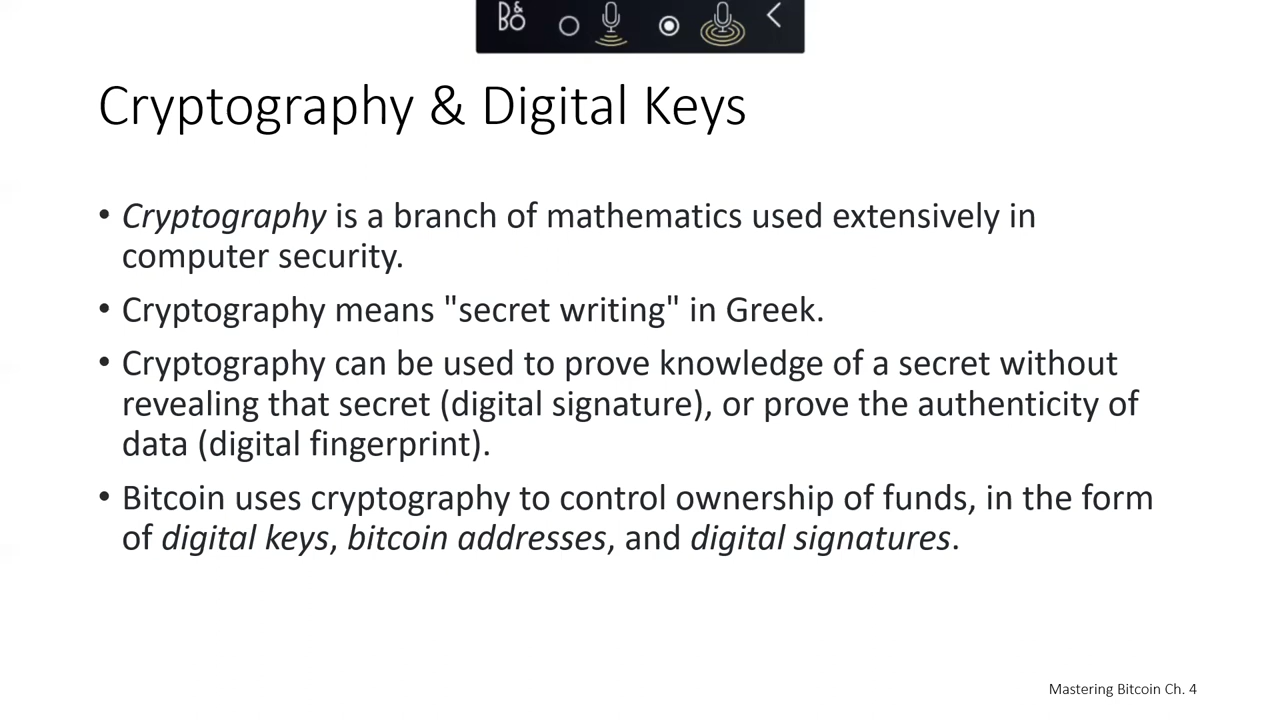 B&O
Cryptography & Digital Keys
• Cryptography is a branch of mathematics used extensively in
computer security.
• Cryptography means "secret writing" in Greek.
• Cryptography can be used to prove knowledge of a secret without
revealing that secret (digital signature), or prove the authenticity of
data (digital fingerprint).
• Bitcoin uses cryptography to control ownership of funds, in the form
of digital keys, bitcoin addresses, and digital signatures.
Mastering Bitcoin Ch. 4